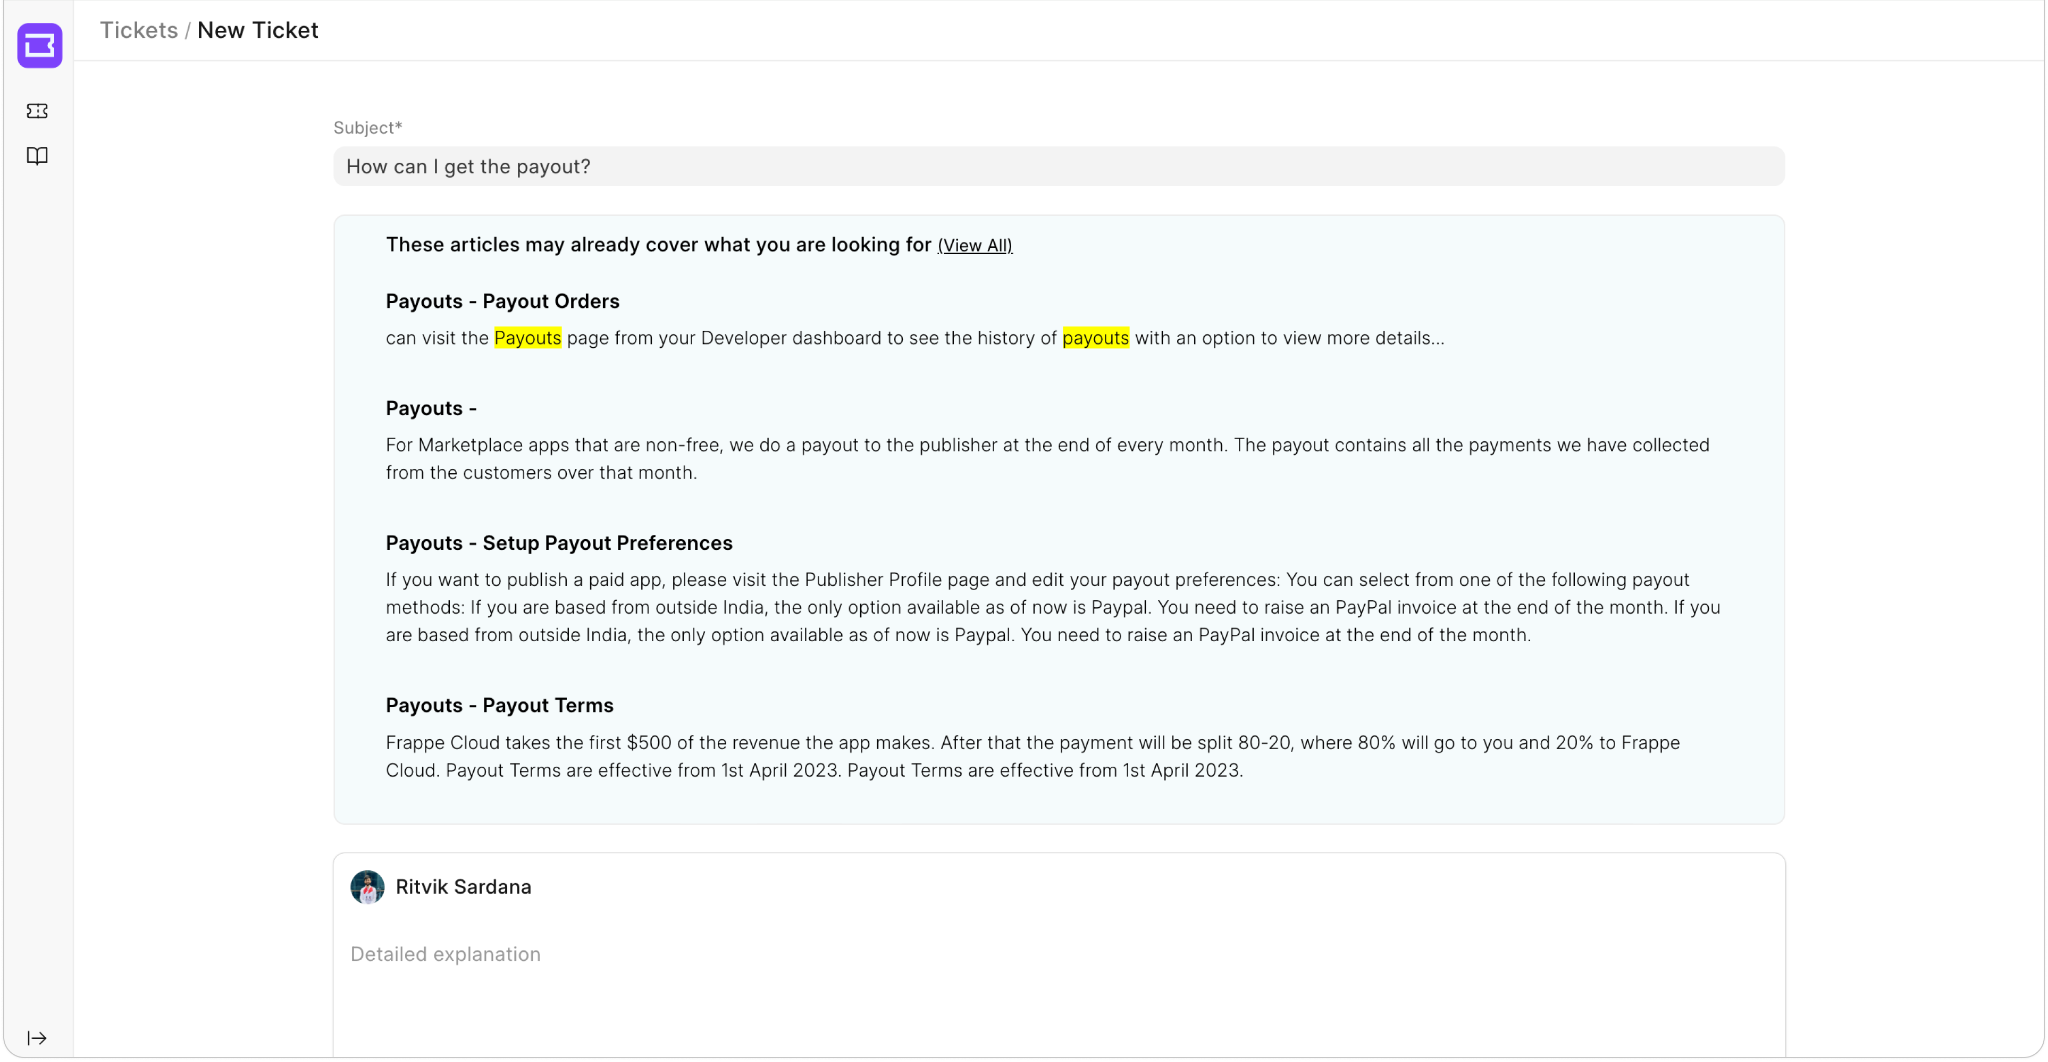 Tickets / New Ticket
Subject*
How can I get the payout?
These articles may already cover what you are looking for (View All)
Payouts - Payout Orders
can visit the Payouts page from your Developer dashboard to see the history of payouts with an option to view more details...
Payouts -
For Marketplace apps that are non-free, we do a payout to the publisher at the end of every month. The payout contains all the payments we have collected
from the customers over that month.
Payouts - Setup Payout Preferences
If you want to publish a paid app, please visit the Publisher Profile page and edit your payout preferences: You can select from one of the following payout
methods: If you are based from outside India, the only option available as of now is Paypal. You need to raise an PayPal invoice at the end of the month. If you
are based from outside India, the only option available as of now is Paypal. You need to raise an PayPal invoice at the end of the month.
Payouts - Payout Terms
Frappe Cloud takes the first $500 of the revenue the app makes. After that the payment will be split 80-20, where 80% will go to you and 20% to Frappe
Cloud. Payout Terms are effective from 1st April 2023. Payout Terms are effective from 1st April 2023.
Ritvik Sardana
Detailed explanation